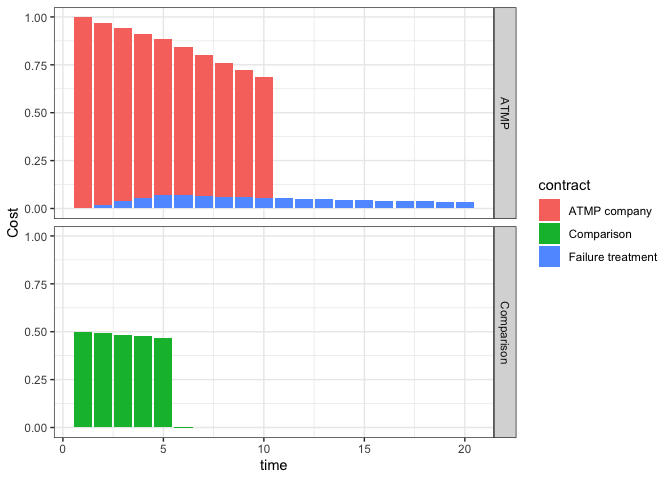 Cost
1.00
0.75
0.50
0.25
0.00
ATMP
1.00
0.75
0.50
0.25
0.00
Comparison
0
5
10
15
20
time
contract
ATMP company
Comparison
Failure treatment